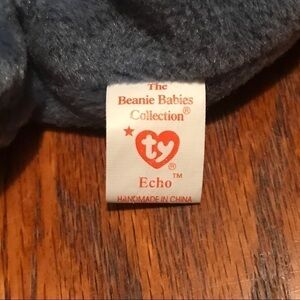 The
Beanie Babies
Collection®
ty®
Echo™
HANDMADE IN CHINA